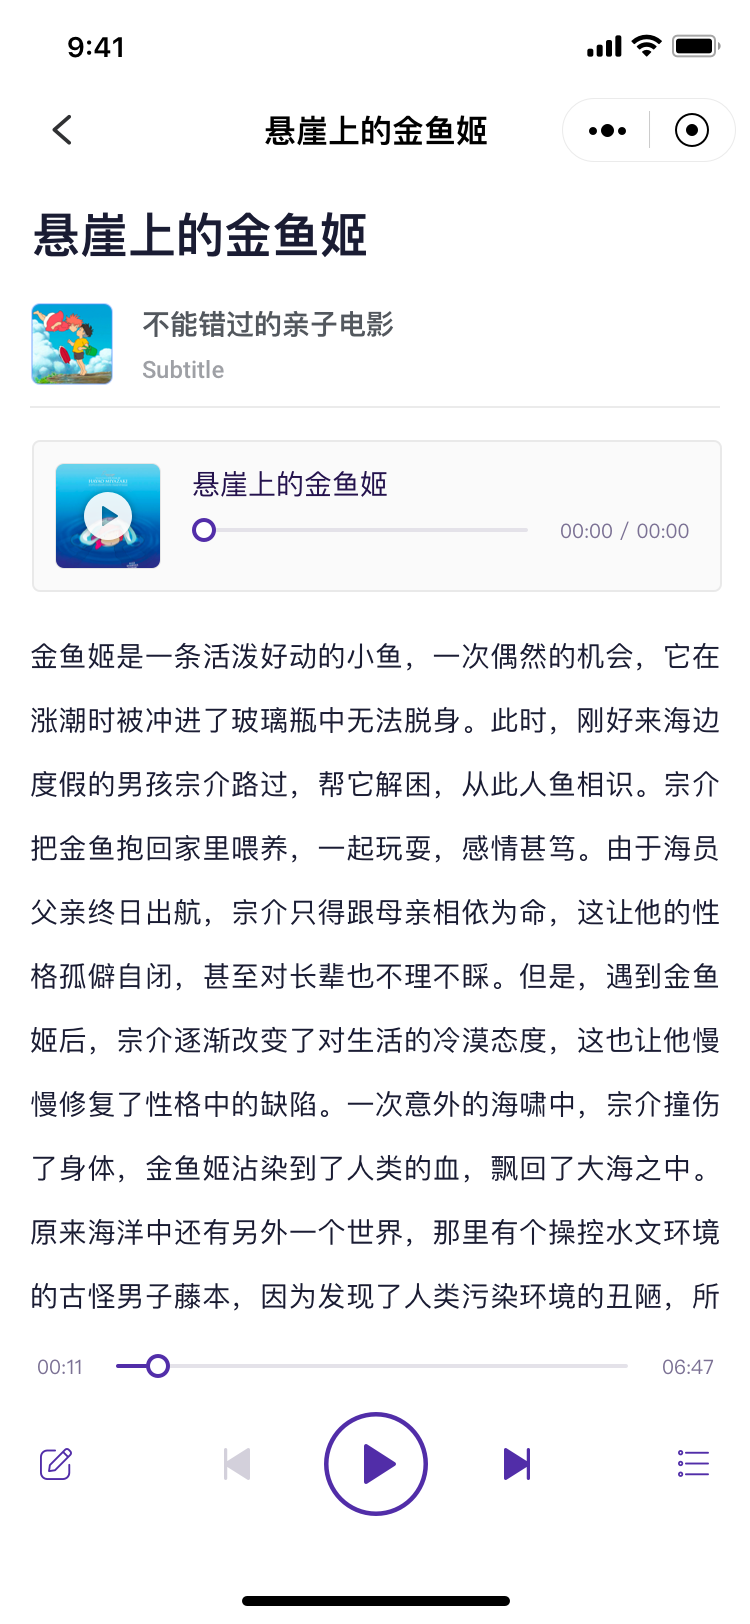 9:41
悬崖上的金鱼姬
悬崖上的金鱼姬
不能错过的亲子电影
Subtitle
悬崖上的金鱼姬
00:00 / 00:00
金鱼姬是一条活泼好动的小鱼，一次偶然的机会，它在
涨潮时被冲进了玻璃瓶中无法脱身。此时，刚好来海边
度假的男孩宗介路过，帮它解困，从此人鱼相识。宗介
把金鱼抱回家里喂养，一起玩耍，感情甚笃。由于海员
父亲终日出航，宗介只得跟母亲相依为命，这让他的性
格孤僻自闭，甚至对长辈也不理不睬。但是，遇到金鱼
姬后，宗介逐渐改变了对生活的冷漠态度，这也让他慢
慢修复了性格中的缺陷。一次意外的海啸中，宗介撞伤
了身体，金鱼姬沾染到了人类的血，飘回了大海之中。
原来海洋中还有另外一个世界，那里有个操控水文环境
的古怪男子藤本，因为发现了人类污染环境的丑陋，所
00:11
06:47